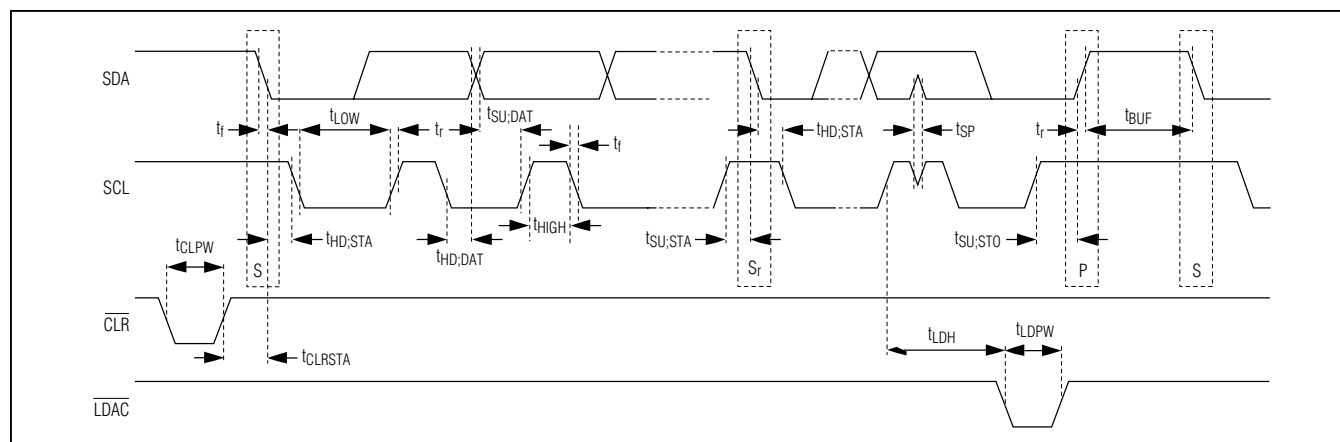 SDA
tf
tLOW
tr
tSU;DAT
tf
tHD;STA
tSP
tr
tBUF
SCL
tCLPW
S
tHD;STA
tHD;DAT
tHIGH
tSU;STA
Sr
tSU;STO
P
S
CLR
tCLRSTA
tLDH
tLDPW
LDAC